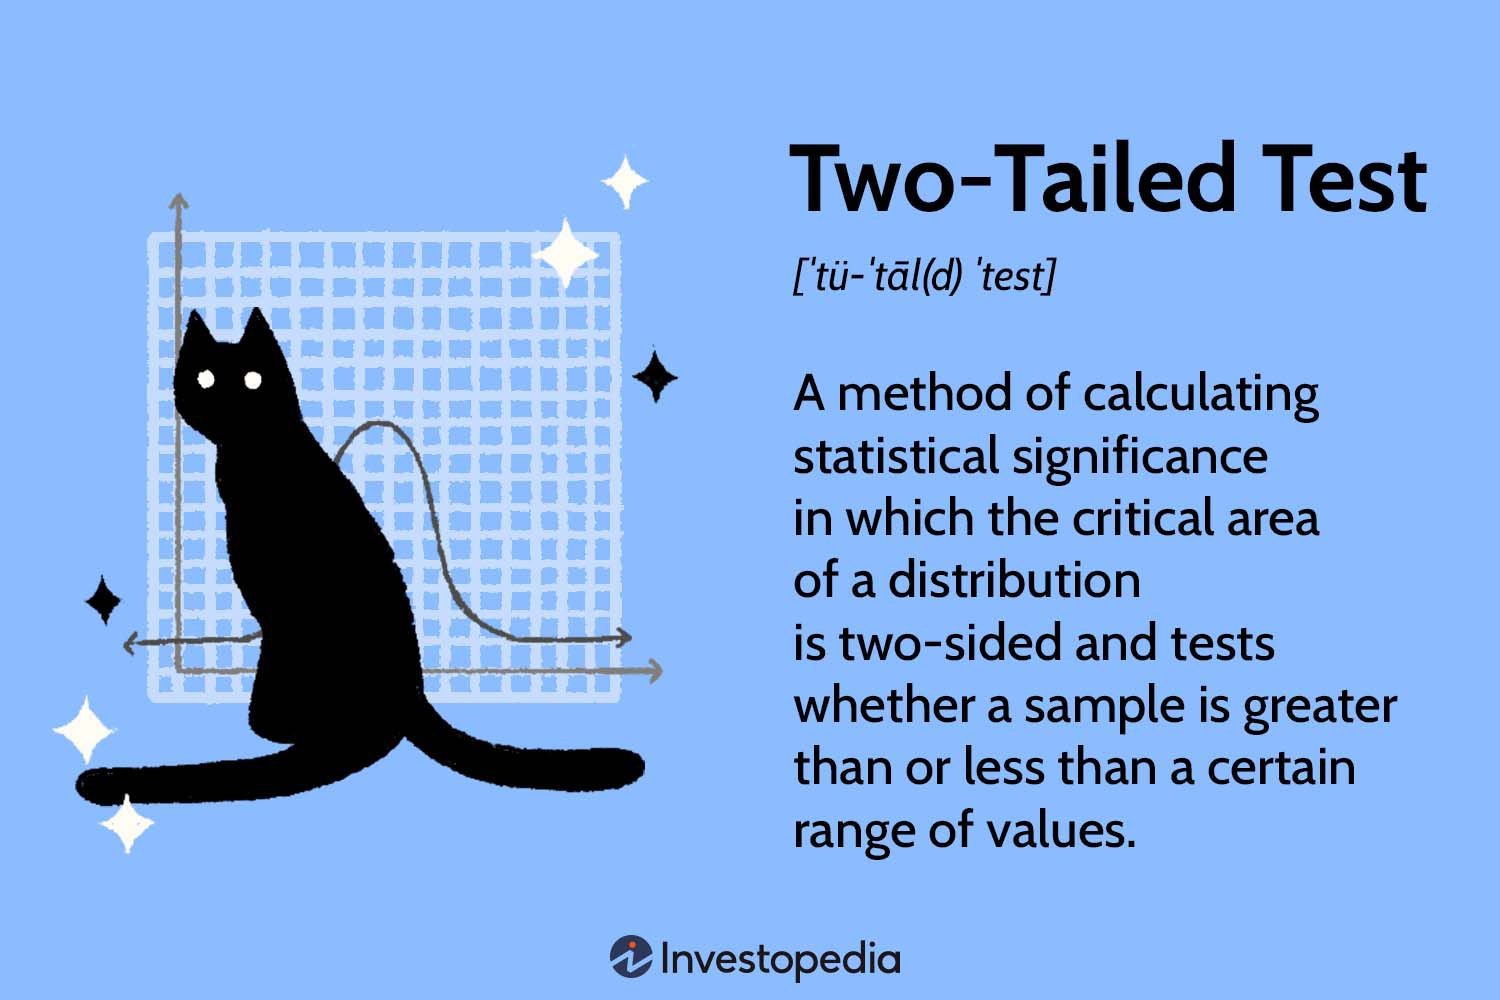 Two-Tailed Test
[ˈtü-ˈtāl(d) ˈtest]
A method of calculating
statistical significance
in which the critical area
of a distribution
is two-sided and tests
whether a sample is greater
than or less than a certain
range of values.
Investopedia